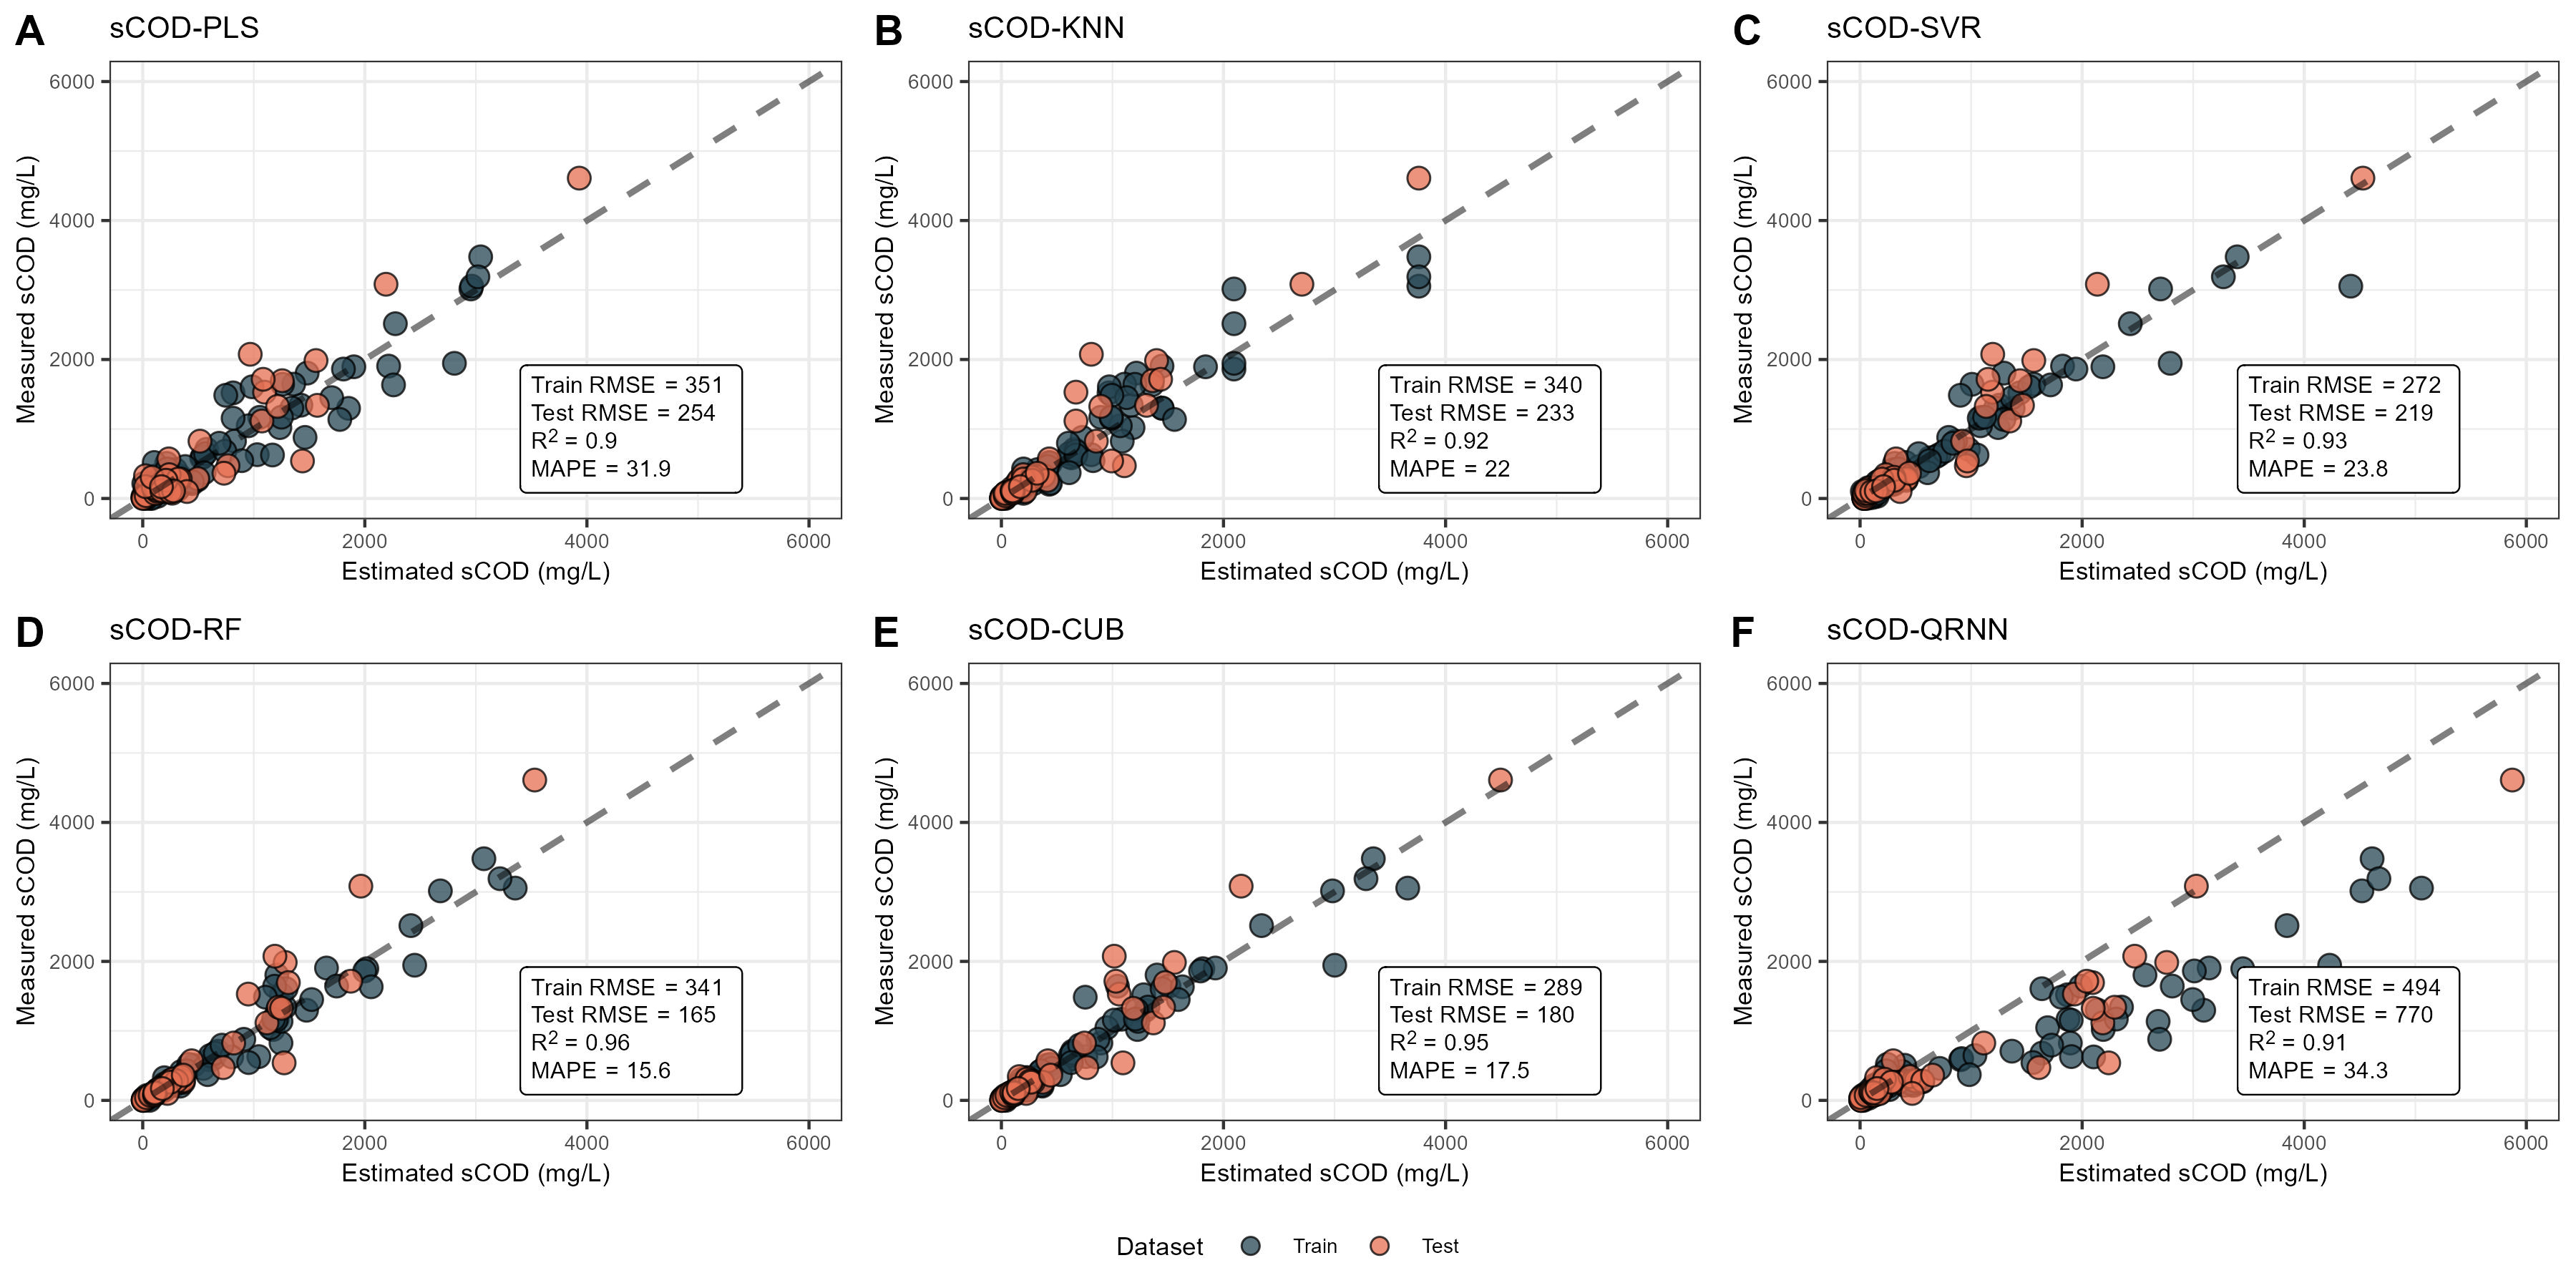 A sCOD-PLS
6000
4000
2000
0
Measured sCOD (mg/L)
Train RMSE = 351
Test RMSE = 254
R² = 0.9
MAPE = 31.9
0 2000 4000 6000
Estimated sCOD (mg/L)
B sCOD-KNN
6000
4000
2000
0
Measured sCOD (mg/L)
Train RMSE = 340
Test RMSE = 233
R² = 0.92
MAPE = 22
0 2000 4000 6000
Estimated sCOD (mg/L)
C sCOD-SVR
6000
4000
2000
0
Measured sCOD (mg/L)
Train RMSE = 272
Test RMSE = 219
R² = 0.93
MAPE = 23.8
0 2000 4000 6000
Estimated sCOD (mg/L)
D sCOD-RF
6000
4000
2000
0
Measured sCOD (mg/L)
Train RMSE = 341
Test RMSE = 165
R² = 0.96
MAPE = 15.6
0 2000 4000 6000
Estimated sCOD (mg/L)
E sCOD-CUB
6000
4000
2000
0
Measured sCOD (mg/L)
Train RMSE = 289
Test RMSE = 180
R² = 0.95
MAPE = 17.5
0 2000 4000 6000
Estimated sCOD (mg/L)
F sCOD-QRNN
6000
4000
2000
0
Measured sCOD (mg/L)
Train RMSE = 494
Test RMSE = 770
R² = 0.91
MAPE = 34.3
0 2000 4000 6000
Estimated sCOD (mg/L)
Dataset Train Test